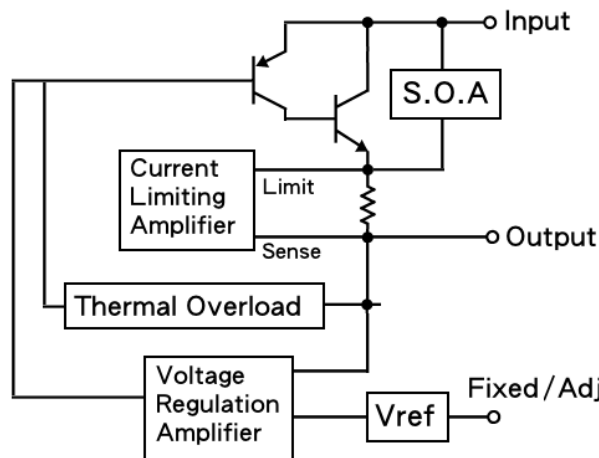 Input
S.O.A
Current
Limiting
Amplifier
Limit
Sense
Output
Thermal Overload
Voltage
Regulation
Amplifier
Vref
Fixed/Adj